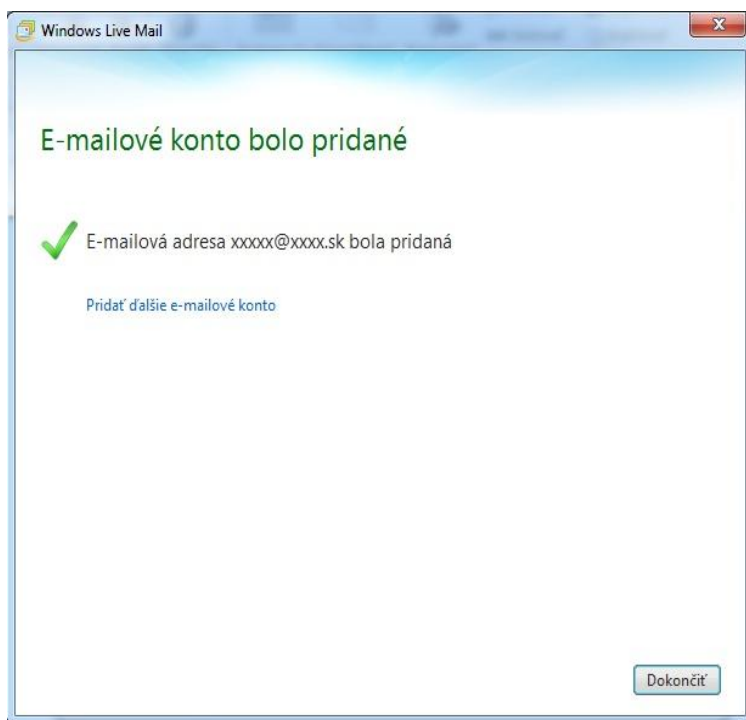 Windows Live Mail
E-mailové konto bolo pridané
E-mailová adresa xxxxx@xxxx.sk bola pridaná
Pridať ďalšie e-mailové konto
Dokončiť